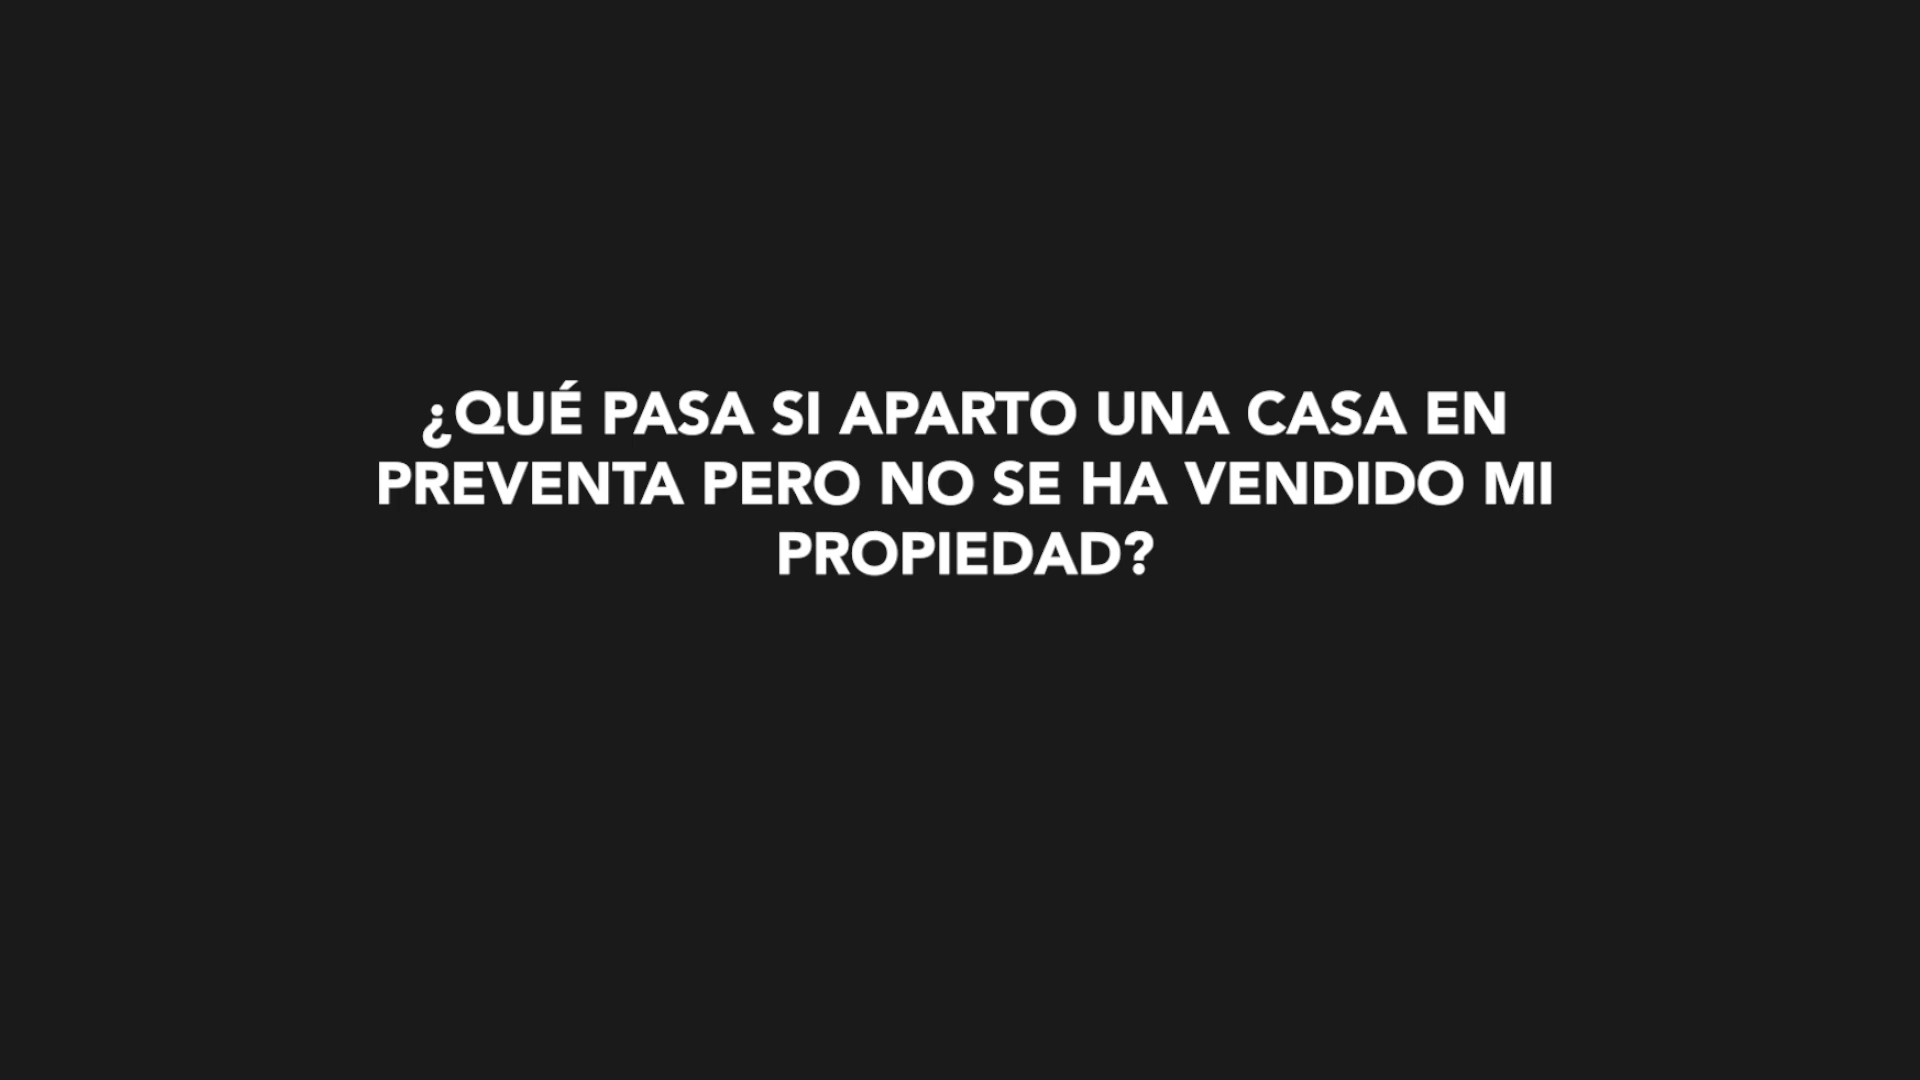 ¿QUÉ PASA SI APARTO UNA CASA EN
PREVENTA PERO NO SE HA VENDIDO MI
PROPIEDAD?